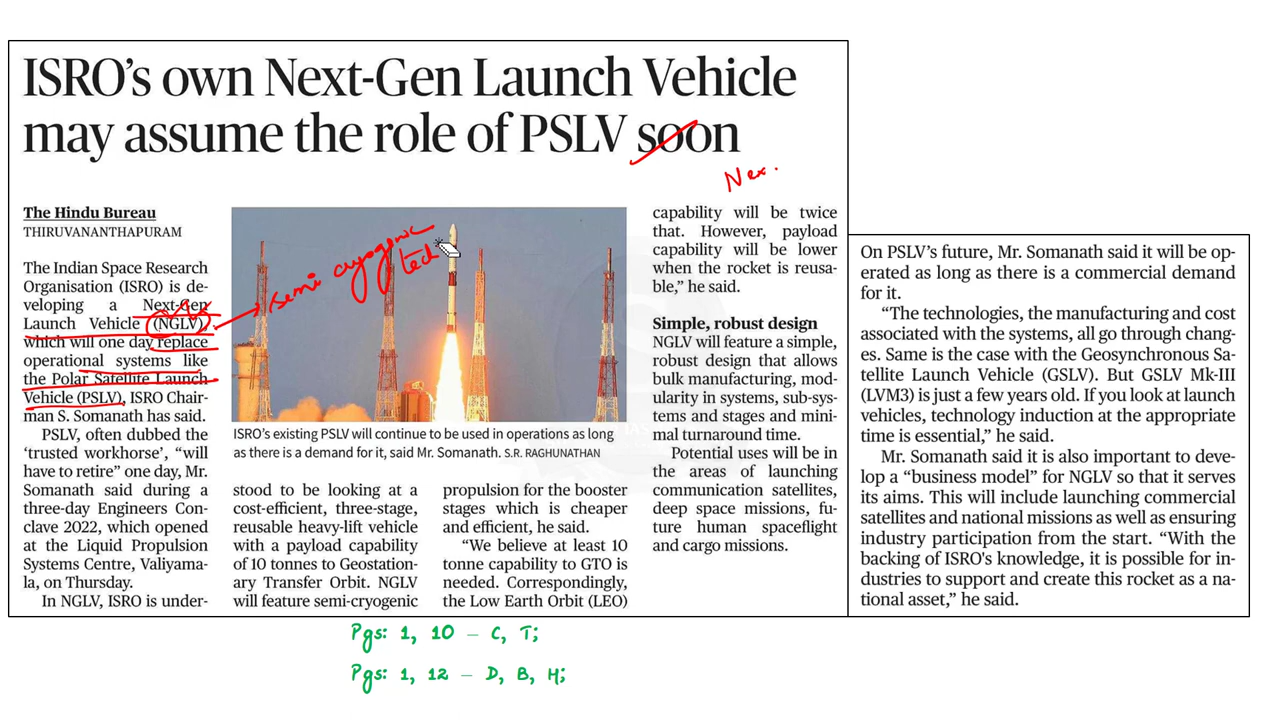 ISRO's own Next-Gen Launch Vehicle
may assume the role of PSLV soon
The Hindu Bureau
THIRUVANANTHAPURAM
The Indian Space Research
Organisation (ISRO) is de-
veloping a Next-Gen
Launch Vehicle (NGLV),
which will one day replace
operational systems like
the Polar Satellite Launch
Vehicle (PSLV), ISRO Chair-
man S. Somanath has said.
PSLV, often dubbed the
‘trusted workhorse’, “will
have to retire” one day, Mr.
Somanath said during a
three-day Engineers Con-
clave 2022, which opened
at the Liquid Propulsion
Systems Centre, Valiyama-
la, on Thursday.
In NGLV, ISRO is under-
semi cryogenic
tech
ISRO's existing PSLV will continue to be used in operations as long
as there is a demand for it, said Mr. Somanath. S.R. RAGHUNATHAN
stood to be looking at a
cost-efficient, three-stage,
reusable heavy-lift vehicle
with a payload capability
of 10 tonnes to Geostation-
ary Transfer Orbit. NGLV
will feature semi-cryogenic
propulsion for the booster
stages which is cheaper
and efficient, he said.
“We believe at least 10
tonne capability to GTO is
needed. Correspondingly,
the Low Earth Orbit (LEO)
capability will be twice
that. However, payload
capability will be lower
when the rocket is reusa-
ble,” he said.
Simple, robust design
NGLV will feature a simple,
robust design that allows
bulk manufacturing, mod-
ularity in systems, sub-sys-
tems and stages and mini-
mal turnaround time.
Potential uses will be in
the areas of launching
communication satellites,
deep space missions, fu-
ture human spaceflight
and cargo missions.
On PSLV's future, Mr. Somanath said it will be op-
erated as long as there is a commercial demand
for it.
“The technologies, the manufacturing and cost
associated with the systems, all go through chang-
es. Same is the case with the Geosynchronous Sa-
tellite Launch Vehicle (GSLV). But GSLV Mk-III
(LVM3) is just a few years old. If you look at launch
vehicles, technology induction at the appropriate
time is essential,” he said.
Mr. Somanath said it is also important to deve-
lop a “business model” for NGLV so that it serves
its aims. This will include launching commercial
satellites and national missions as well as ensuring
industry participation from the start. “With the
backing of ISRO's knowledge, it is possible for in-
dustries to support and create this rocket as a na-
tional asset,” he said.
Pgs: 1, 10 – C, T;
Pgs: 1, 12 – D, B, H;